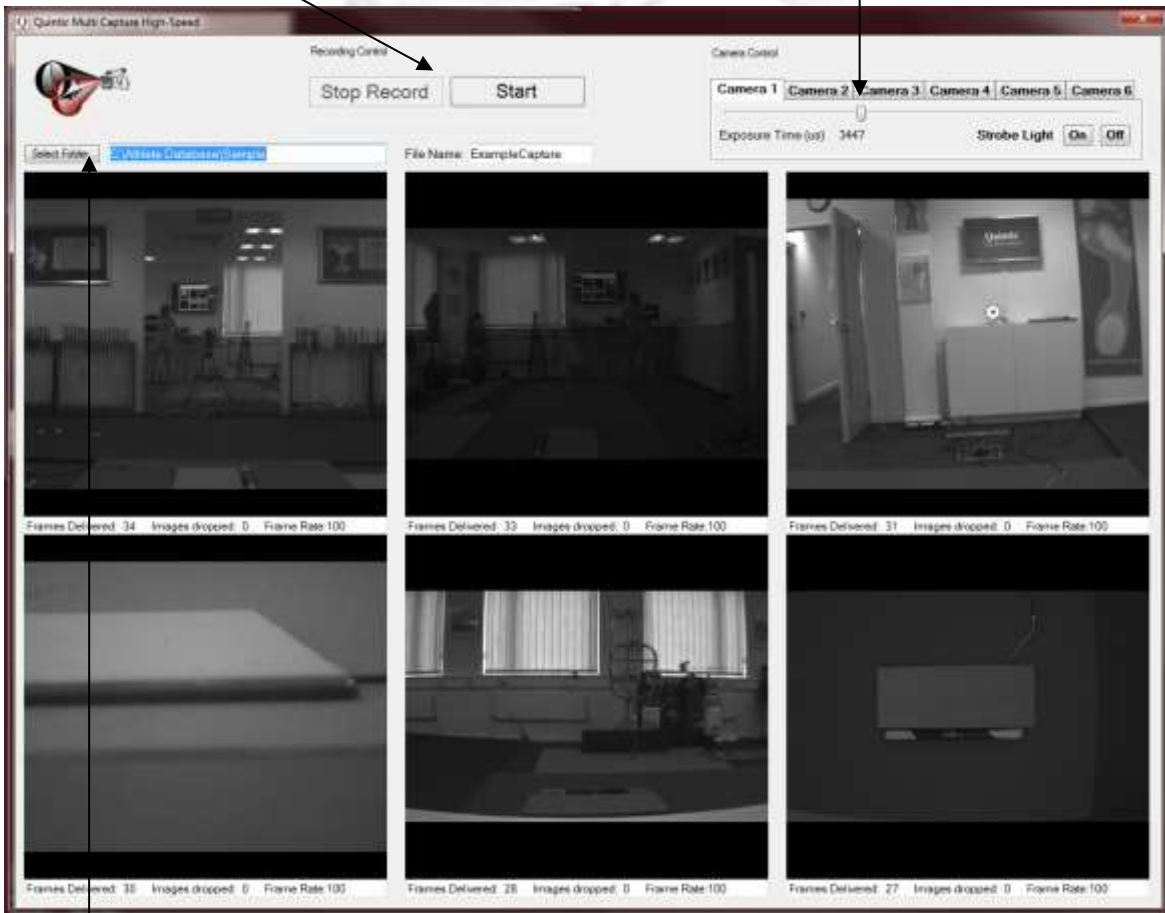 Quintic Multi Capture High-Speed
Recording Control
Camera Control
Stop Record Start
Camera 1 Camera 2 Camera 3 Camera 4 Camera 5 Camera 6
Exposure Time (us) 3447 Strobe Light On Off
Select Folder C:\Athlete Database\Sample File Name: ExampleCapture
Quintic
Frames Delivered: 34 Images dropped: 0 Frame Rate:100
Frames Delivered: 33 Images dropped: 0 Frame Rate:100
Frames Delivered: 31 Images dropped: 0 Frame Rate:100
Frames Delivered: 30 Images dropped: 0 Frame Rate:100
Frames Delivered: 28 Images dropped: 0 Frame Rate:100
Frames Delivered: 27 Images dropped: 0 Frame Rate:100